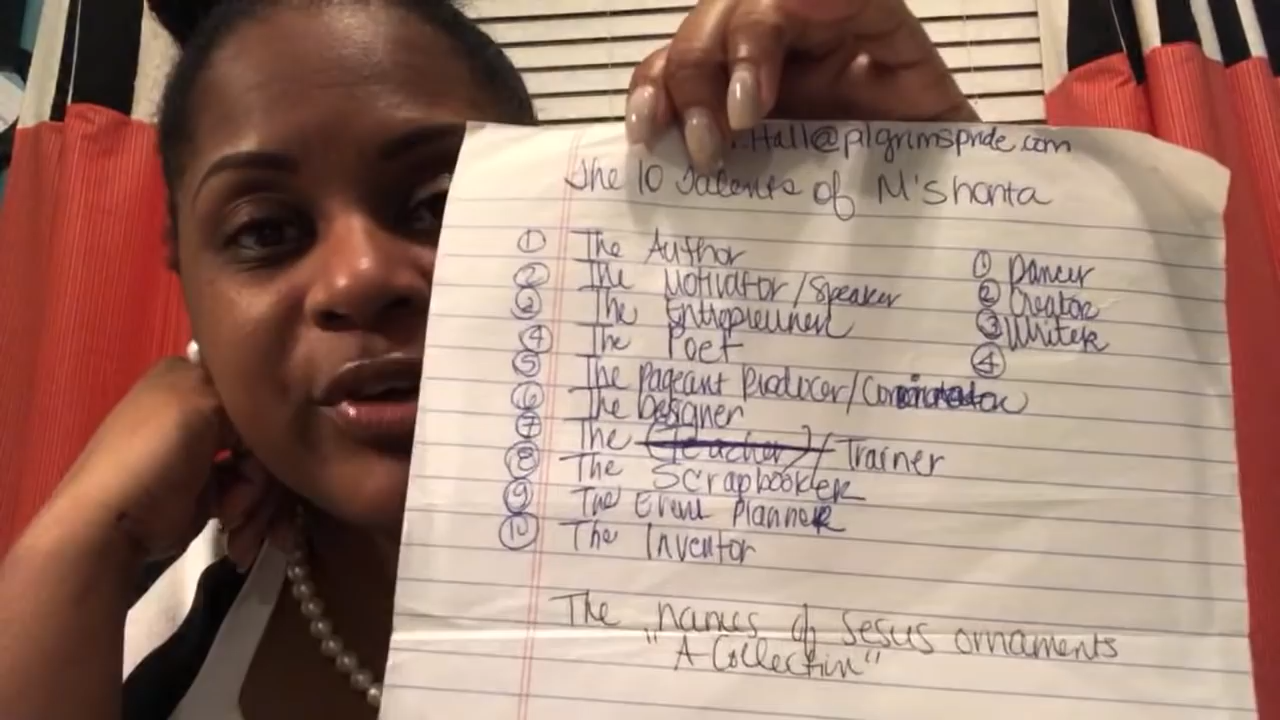 .Hall@pilgrimspride.com
The 10 Talents of M'Shonta
① The Author
② The Motivator/Speaker
③ The Entrepreuner
④ The Poet
⑤ The Pageant Producer/
⑥ The Designer
⑦ The (Teacher)/Trainer
⑧ The Scrapbooker
⑨ The Event Planner
⑩ The Inventor
① Dancer
② Creator
③ Writer
④
The names of Jesus ornaments
"A Collection"